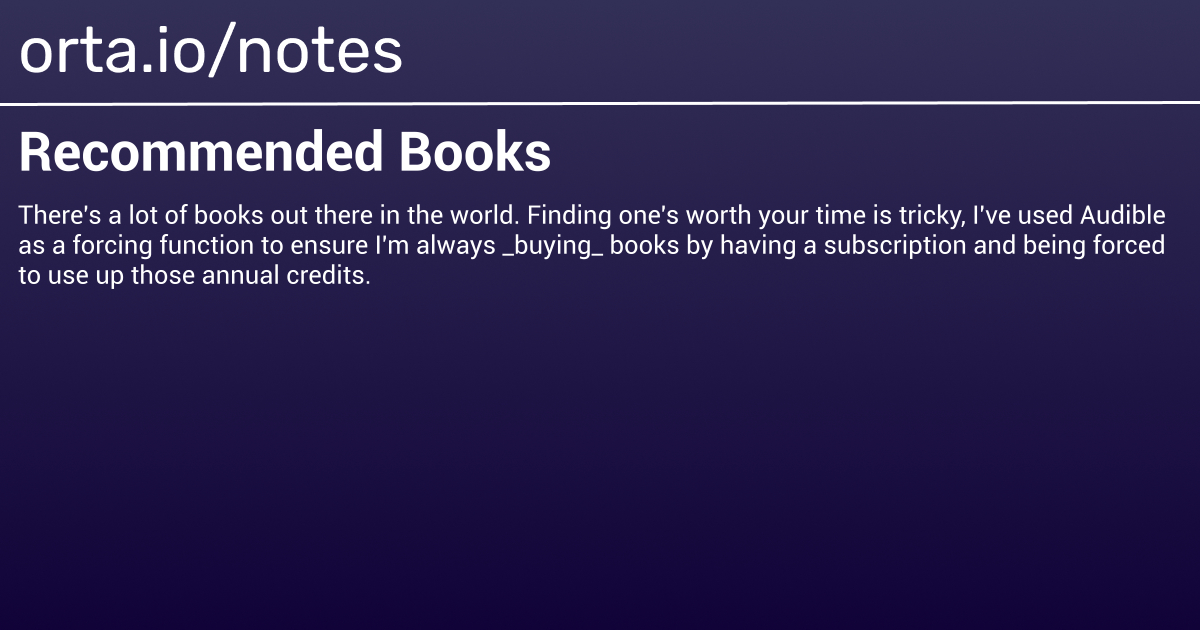 orta.io/notes
Recommended Books
There's a lot of books out there in the world. Finding one's worth your time is tricky, I've used Audible
as a forcing function to ensure I'm always _buying_ books by having a subscription and being forced
to use up those annual credits.